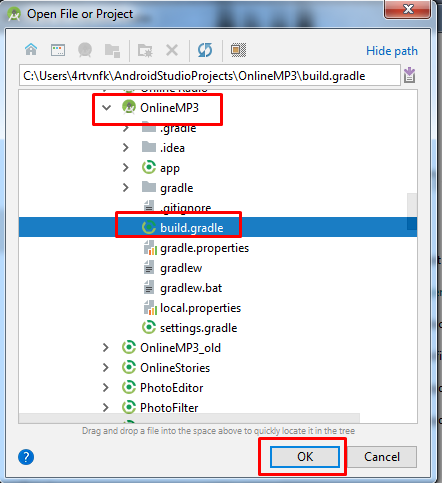 Open File or Project
Hide path
C:\Users\4rtvnfk\AndroidStudioProjects\OnlineMP3\build.gradle
OnlineMP3
.gradle
.idea
app
gradle
.gitignore
build.gradle
gradle.properties
gradlew
gradlew.bat
local.properties
settings.gradle
OnlineMP3_old
OnlineStories
PhotoEditor
PhotoFilter
Drag and drop a file into the space above to quickly locate it in the tree
?
OK
Cancel